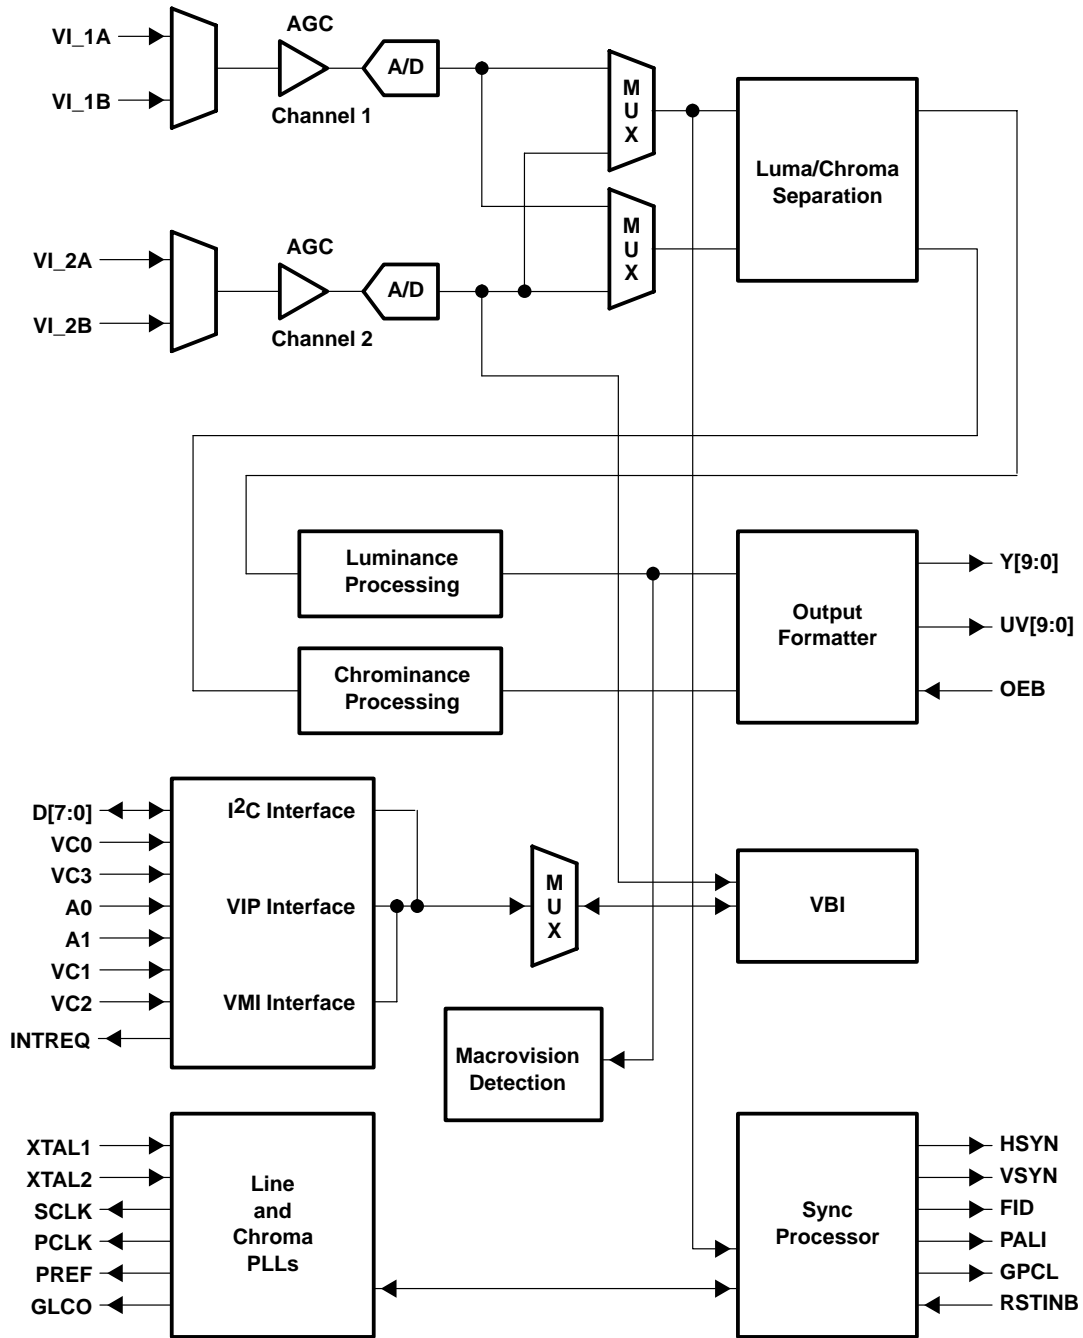 VI_1A
VI_1B
AGC
A/D
Channel 1
M
U
X
Luma/Chroma
Separation
VI_2A
VI_2B
AGC
A/D
Channel 2
M
U
X
Luminance
Processing
Chrominance
Processing
Output
Formatter
Y[9:0]
UV[9:0]
OEB
D[7:0]
VC0
VC3
A0
A1
VC1
VC2
INTREQ
I2C Interface
VIP Interface
VMI Interface
M
U
X
VBI
Macrovision
Detection
XTAL1
XTAL2
SCLK
PCLK
PREF
GLCO
Line
and
Chroma
PLLs
Sync
Processor
HSYN
VSYN
FID
PALI
GPCL
RSTINB